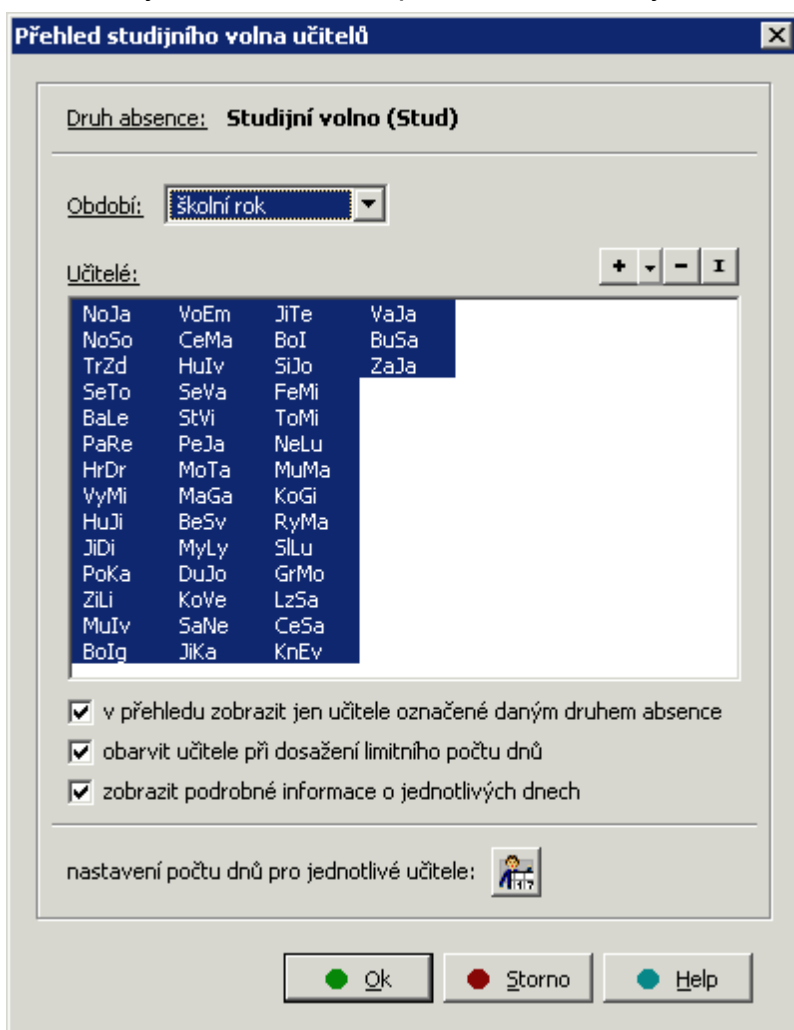 Přehled studijního volna učitelů
Druh absence: Studijní volno (Stud)
Období: školní rok
Učitelé:
NoJa VoEm JiTe VaJa
NoSo CeMa BoI BuSa
TrZd HuIv SiJo ZaJa
SeTo SeVa FeMi
BaLe StVi ToMi
PaRe PeJa NeLu
HrDr MoTa MuMa
VyMi MaGa KoGi
HuJi BeSv RyMa
JiDi MyLy SlLu
PoKa DuJo GrMo
ZiLi KoVe LzSa
MuIv SaNe CeSa
BoIg JiKa KnEv
v přehledu zobrazit jen učitele označené daným druhem absence
obarvit učitele při dosažení limitního počtu dnů
zobrazit podrobné informace o jednotlivých dnech
nastavení počtu dnů pro jednotlivé učitele:
Ok Storno Help